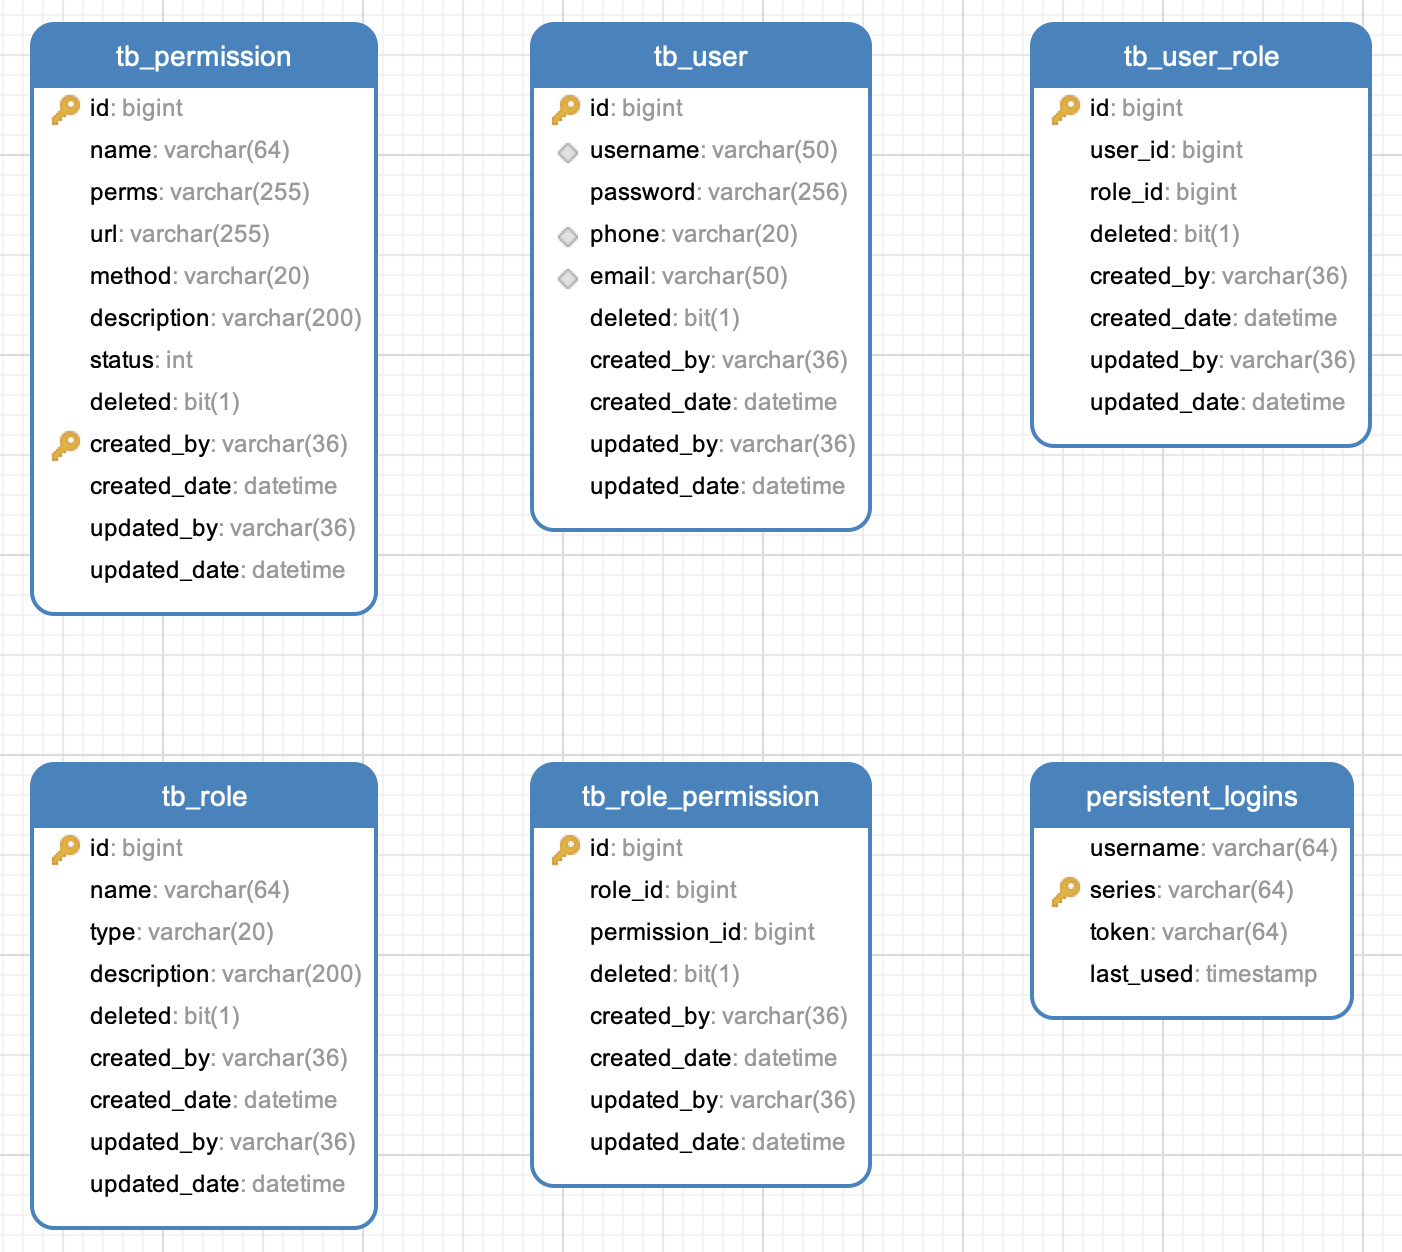 tb_permission
id: bigint
name: varchar(64)
perms: varchar(255)
url: varchar(255)
method: varchar(20)
description: varchar(200)
status: int
deleted: bit(1)
created_by: varchar(36)
created_date: datetime
updated_by: varchar(36)
updated_date: datetime
tb_user
id: bigint
username: varchar(50)
password: varchar(256)
phone: varchar(20)
email: varchar(50)
deleted: bit(1)
created_by: varchar(36)
created_date: datetime
updated_by: varchar(36)
updated_date: datetime
tb_user_role
id: bigint
user_id: bigint
role_id: bigint
deleted: bit(1)
created_by: varchar(36)
created_date: datetime
updated_by: varchar(36)
updated_date: datetime
tb_role
id: bigint
name: varchar(64)
type: varchar(20)
description: varchar(200)
deleted: bit(1)
created_by: varchar(36)
created_date: datetime
updated_by: varchar(36)
updated_date: datetime
tb_role_permission
id: bigint
role_id: bigint
permission_id: bigint
deleted: bit(1)
created_by: varchar(36)
created_date: datetime
updated_by: varchar(36)
updated_date: datetime
persistent_logins
username: varchar(64)
series: varchar(64)
token: varchar(64)
last_used: timestamp